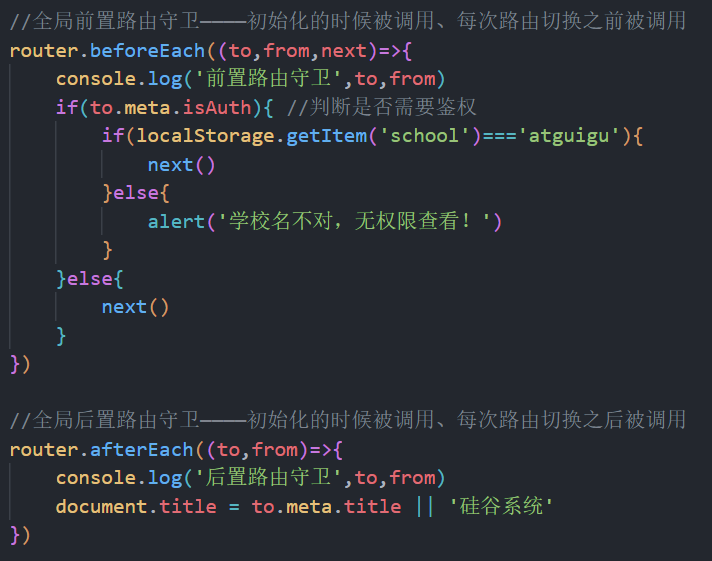 //全局前置路由守卫————初始化的时候被调用、每次路由切换之前被调用
router.beforeEach((to,from,next)=>{
    console.log('前置路由守卫',to,from)
    if(to.meta.isAuth){ //判断是否需要鉴权
        if(localStorage.getItem('school')==='atguigu'){
            next()
        }else{
            alert('学校名不对，无权限查看！')
        }
    }else{
        next()
    }
})

//全局后置路由守卫————初始化的时候被调用、每次路由切换之后被调用
router.afterEach((to,from)=>{
    console.log('后置路由守卫',to,from)
    document.title = to.meta.title || '硅谷系统'
})